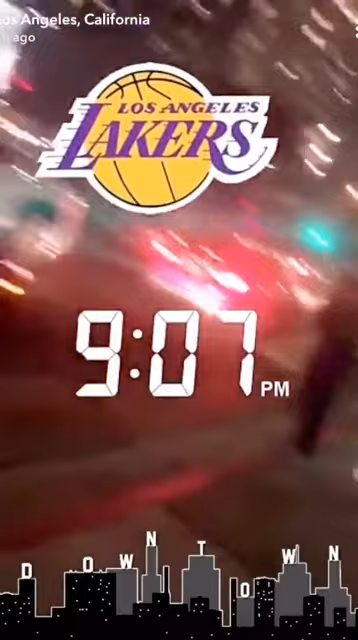 os Angeles, California
h ago
LOS ANGELES
LAKERS
9:07 PM
DOWNTOWN